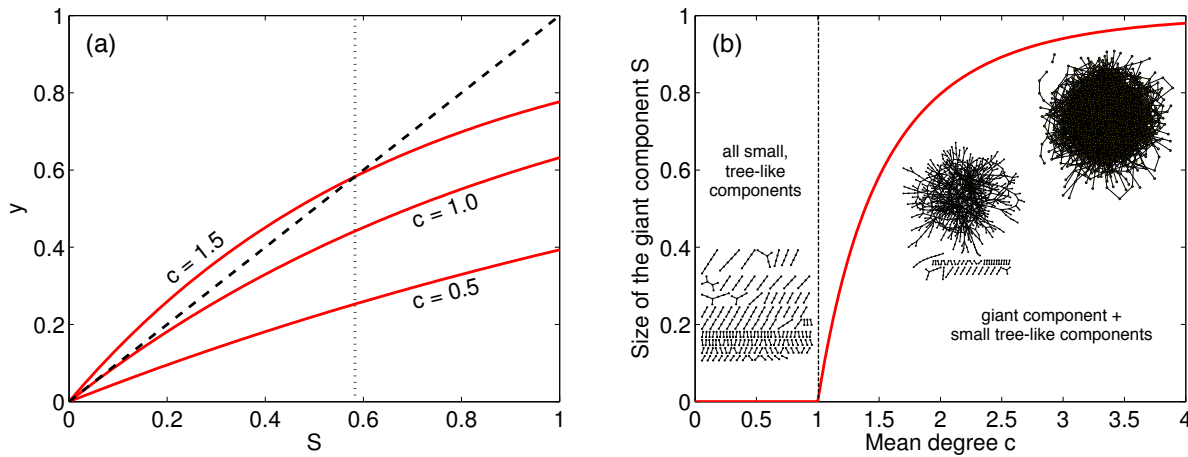 (a)
1
0.8
0.6
0.4
0.2
0
y
c = 1.5
c = 1.0
c = 0.5
0 0.2 0.4 0.6 0.8 1
S
(b)
1
0.8
0.6
0.4
0.2
0
Size of the giant component S
all small,
tree-like
components
giant component +
small tree-like components
0 0.5 1 1.5 2 2.5 3 3.5 4
Mean degree c